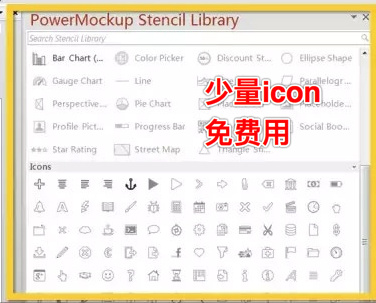 PowerMockup Stencil Library
Search Stencil Library
Bar Chart (... Color Picker Discount St... Ellipse Shape
Gauge Chart Line Parallelogr...
Perspective... Pie Chart Placeholde...
Profile Pict... Progress Bar Social Boo...
Star Rating Street Map Triangle Sh...
少量icon
免费用
Icons